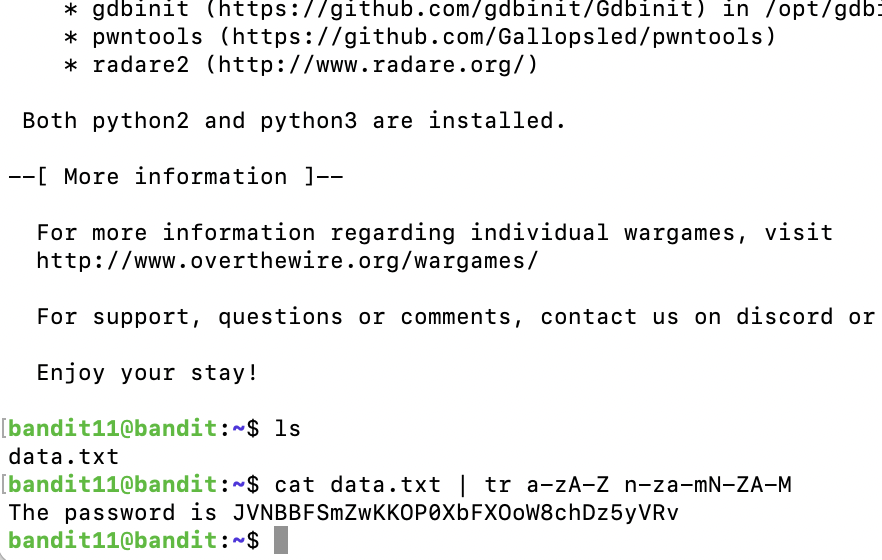 * gdbinit (https://github.com/gdbinit/Gdbinit) in /opt/gdbi
* pwntools (https://github.com/Gallopsled/pwntools)
* radare2 (http://www.radare.org/)
Both python2 and python3 are installed.
--[ More information ]--
For more information regarding individual wargames, visit
http://www.overthewire.org/wargames/
For support, questions or comments, contact us on discord or
Enjoy your stay!
[bandit11@bandit:~$ ls
data.txt
[bandit11@bandit:~$ cat data.txt | tr a-zA-Z n-za-mN-ZA-M
The password is JVNBBFSmZwKKOP0XbFXOoW8chDz5yVRv
bandit11@bandit:~$